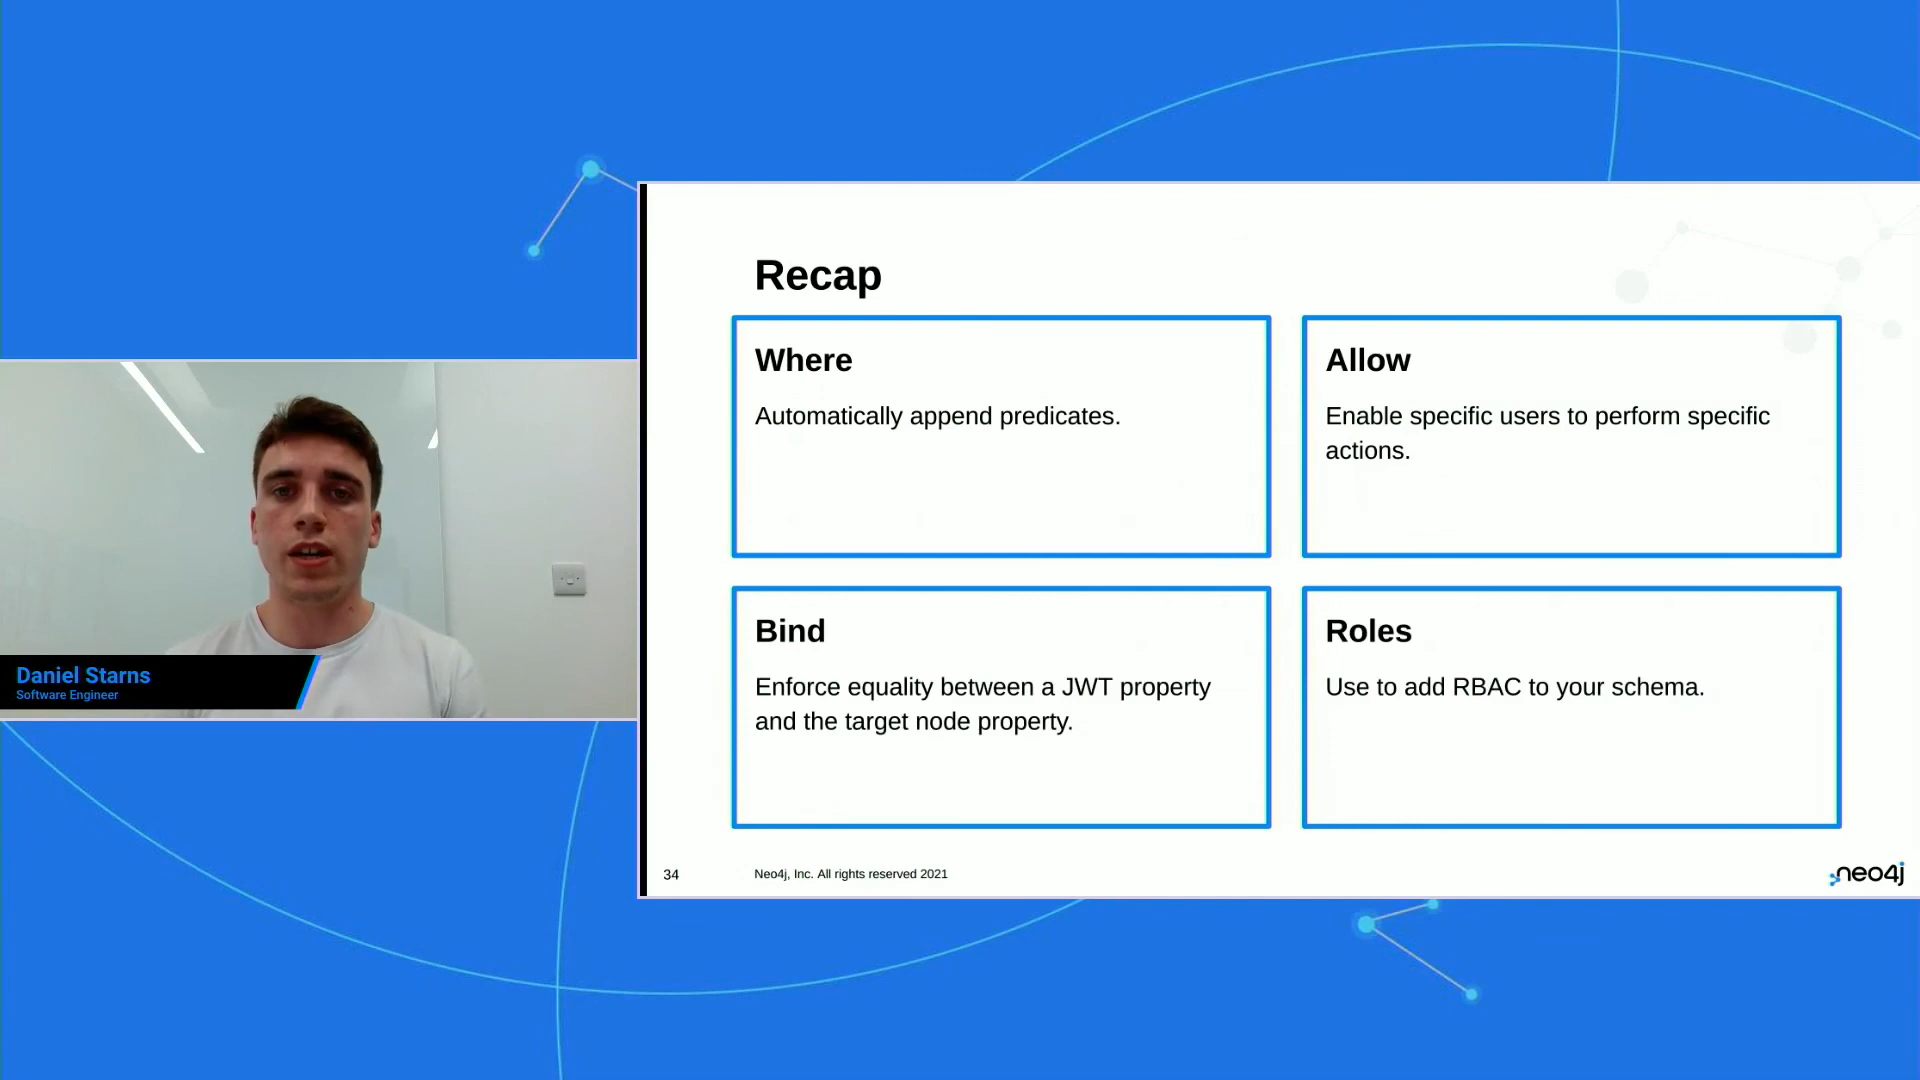 Recap
Where
Automatically append predicates.
Allow
Enable specific users to perform specific
actions.
Bind
Enforce equality between a JWT property
and the target node property.
Roles
Use to add RBAC to your schema.
34
Neo4j, Inc. All rights reserved 2021
neo4j
Daniel Starns
Software Engineer